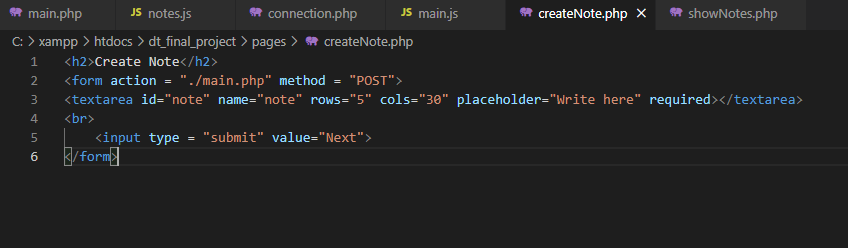 main.php JS notes.js connection.php JS main.js createNote.php × showNotes.php
C: > xampp > htdocs > dt_final_project > pages > createNote.php
1 <h2>Create Note</h2>
2 <form action = "./main.php" method = "POST">
3 <textarea id="note" name="note" rows="5" cols="30" placeholder="Write here" required></textarea>
4 <br>
5     <input type = "submit" value="Next">
6 </form>